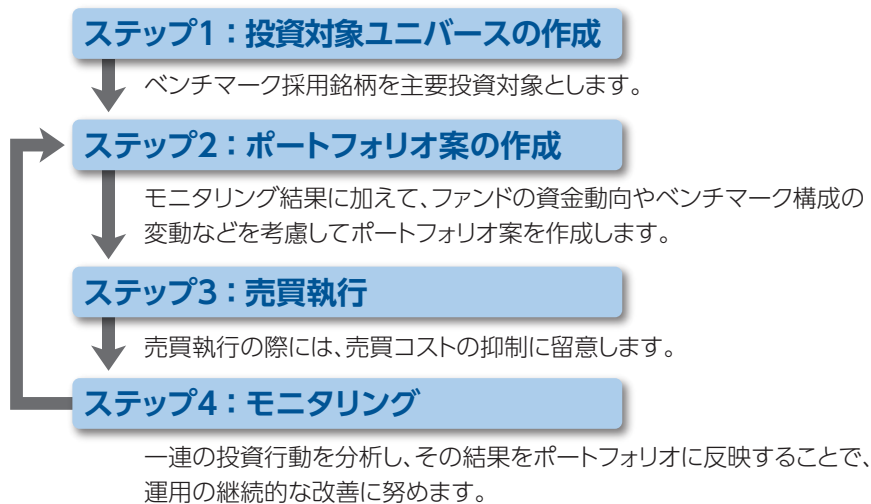 ステップ1：投資対象ユニバースの作成
ベンチマーク採用銘柄を主要投資対象とします。
ステップ2：ポートフォリオ案の作成
モニタリング結果に加えて、ファンドの資金動向やベンチマーク構成の
変動などを考慮してポートフォリオ案を作成します。
ステップ3：売買執行
売買執行の際には、売買コストの抑制に留意します。
ステップ4：モニタリング
一連の投資行動を分析し、その結果をポートフォリオに反映することで、
運用の継続的な改善に努めます。